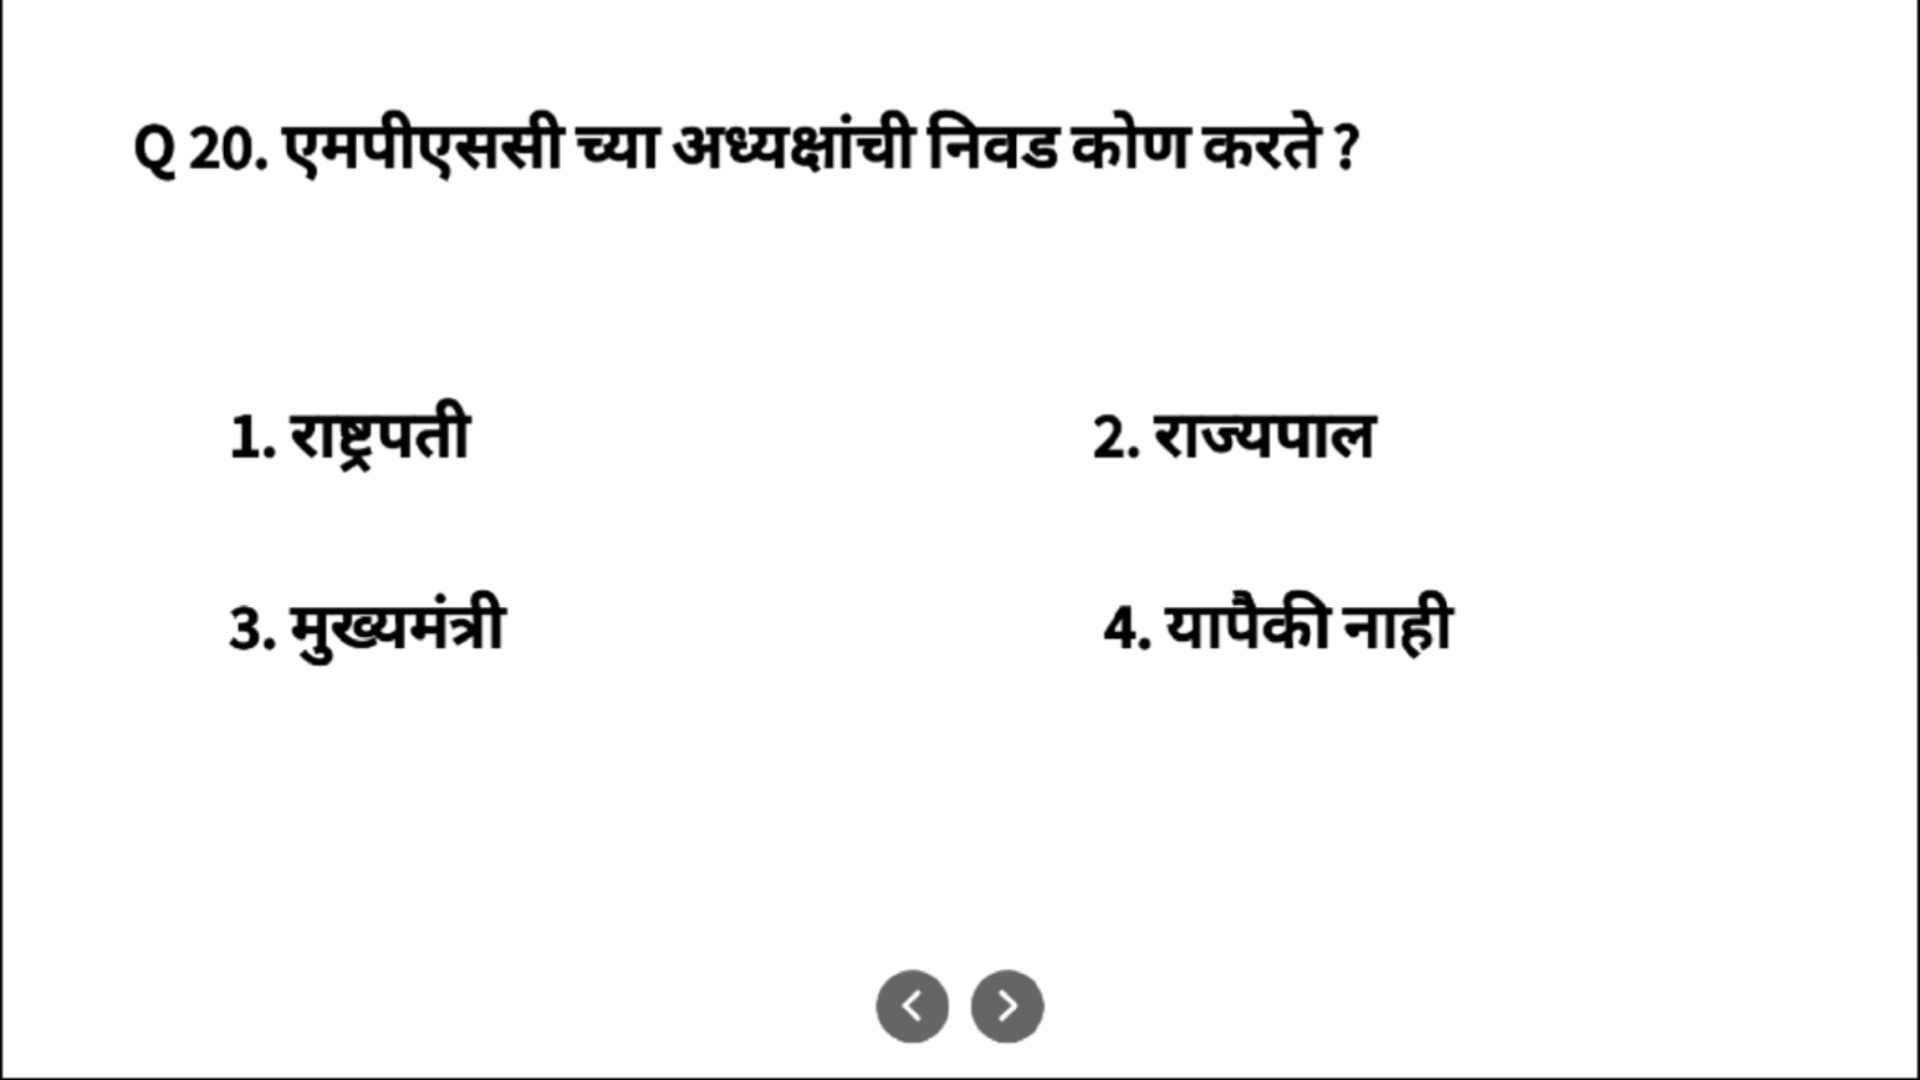 Q 20. एमपीएससी च्या अध्यक्षांची निवड कोण करते ?
1. राष्ट्रपती
2. राज्यपाल
3. मुख्यमंत्री
4. यापैकी नाही